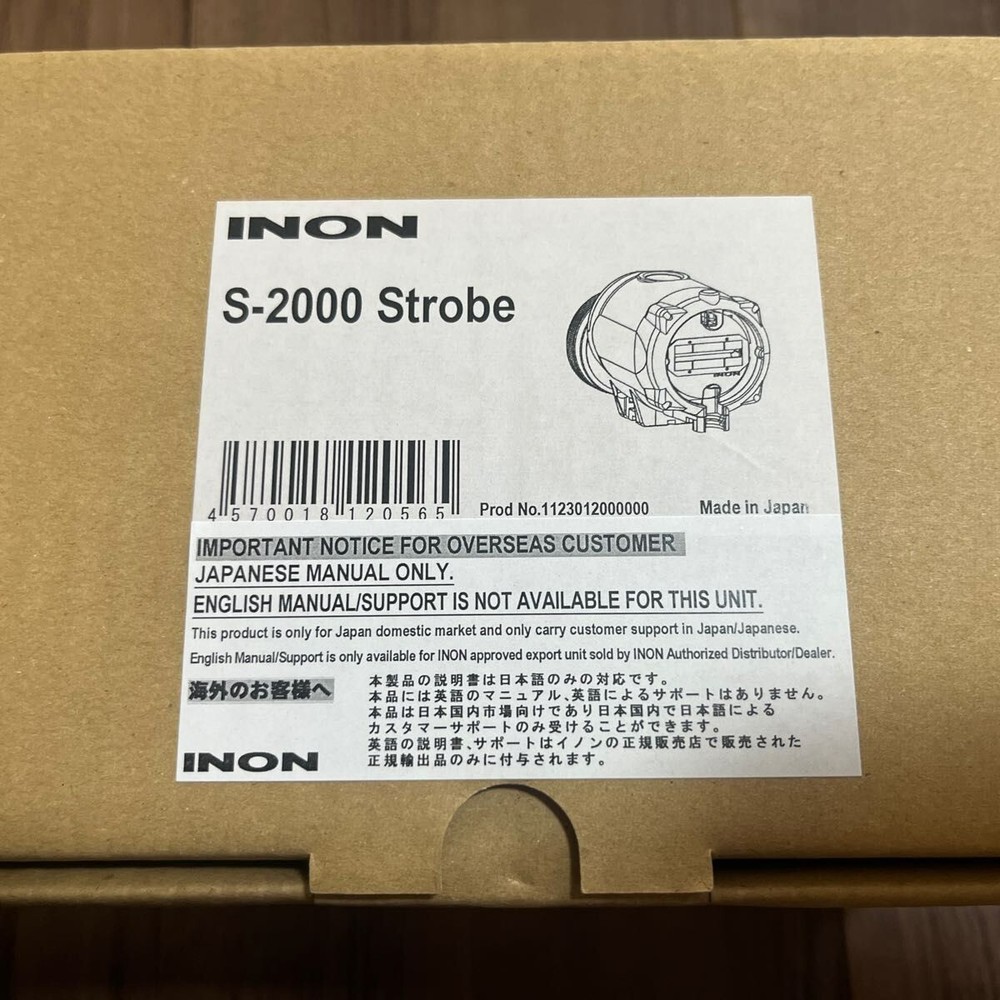 INON
S-2000 Strobe
INON
4 570018 120565
Prod No.1123012000000
Made in Japan
IMPORTANT NOTICE FOR OVERSEAS CUSTOMER
JAPANESE MANUAL ONLY.
ENGLISH MANUAL/SUPPORT IS NOT AVAILABLE FOR THIS UNIT.
This product is only for Japan domestic market and only carry customer support in Japan/Japanese.
English Manual/Support is only available for INON approved export unit sold by INON Authorized Distributor/Dealer.
海外のお客様へ
本製品の説明書は日本語のみの対応です。
本品には英語のマニュアル、英語によるサポートはありません。
本品は日本国内市場向けであり日本国内で日本語による
カスタマーサポートのみ受けることができます。
英語の説明書、サポートはイノンの正規販売店で販売された
正規輸出品のみに付与されます。
INON